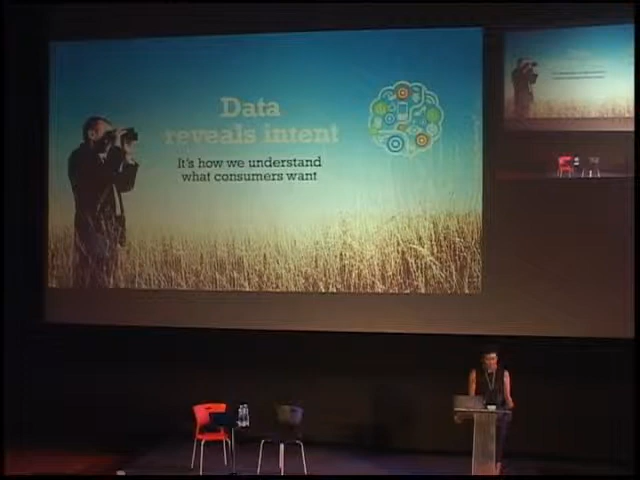 Data
reveals intent
It's how we understand
what consumers want